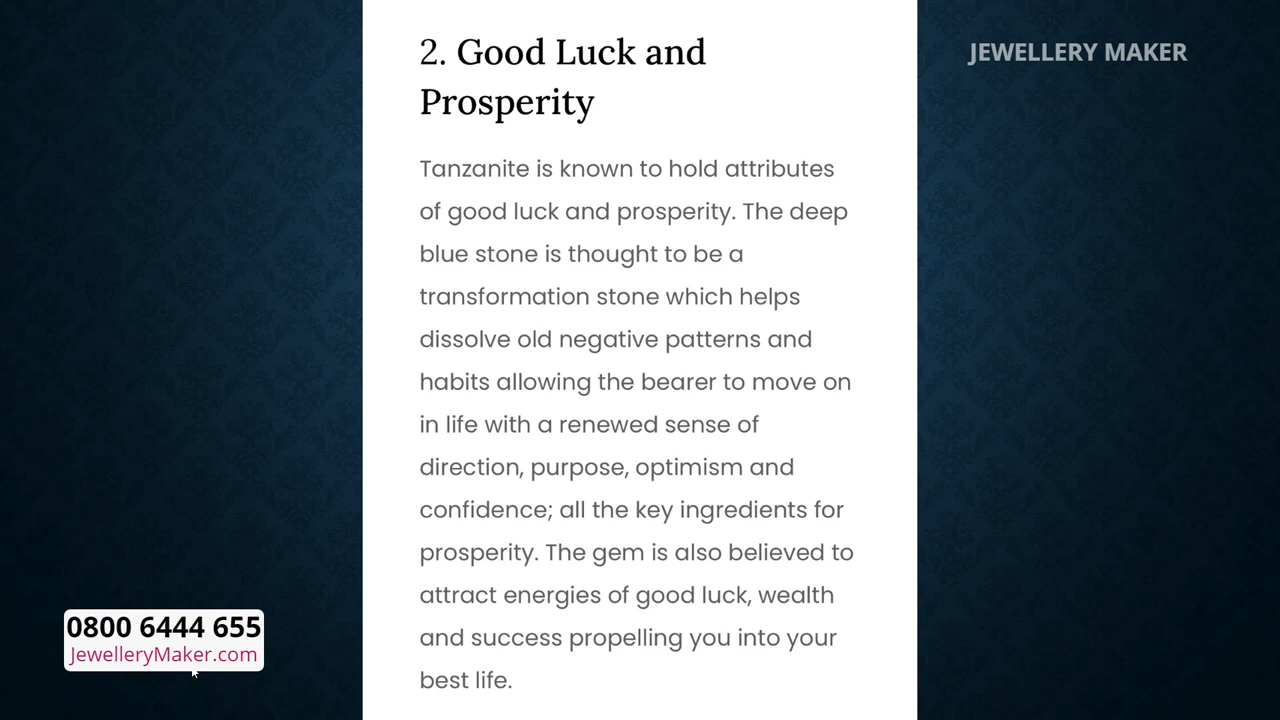 2. Good Luck and
Prosperity
JEWELLERY MAKER
Tanzanite is known to hold attributes
of good luck and prosperity. The deep
blue stone is thought to be a
transformation stone which helps
dissolve old negative patterns and
habits allowing the bearer to move on
in life with a renewed sense of
direction, purpose, optimism and
confidence; all the key ingredients for
prosperity. The gem is also believed to
attract energies of good luck, wealth
and success propelling you into your
best life.
0800 6444 655
JewelleryMaker.com